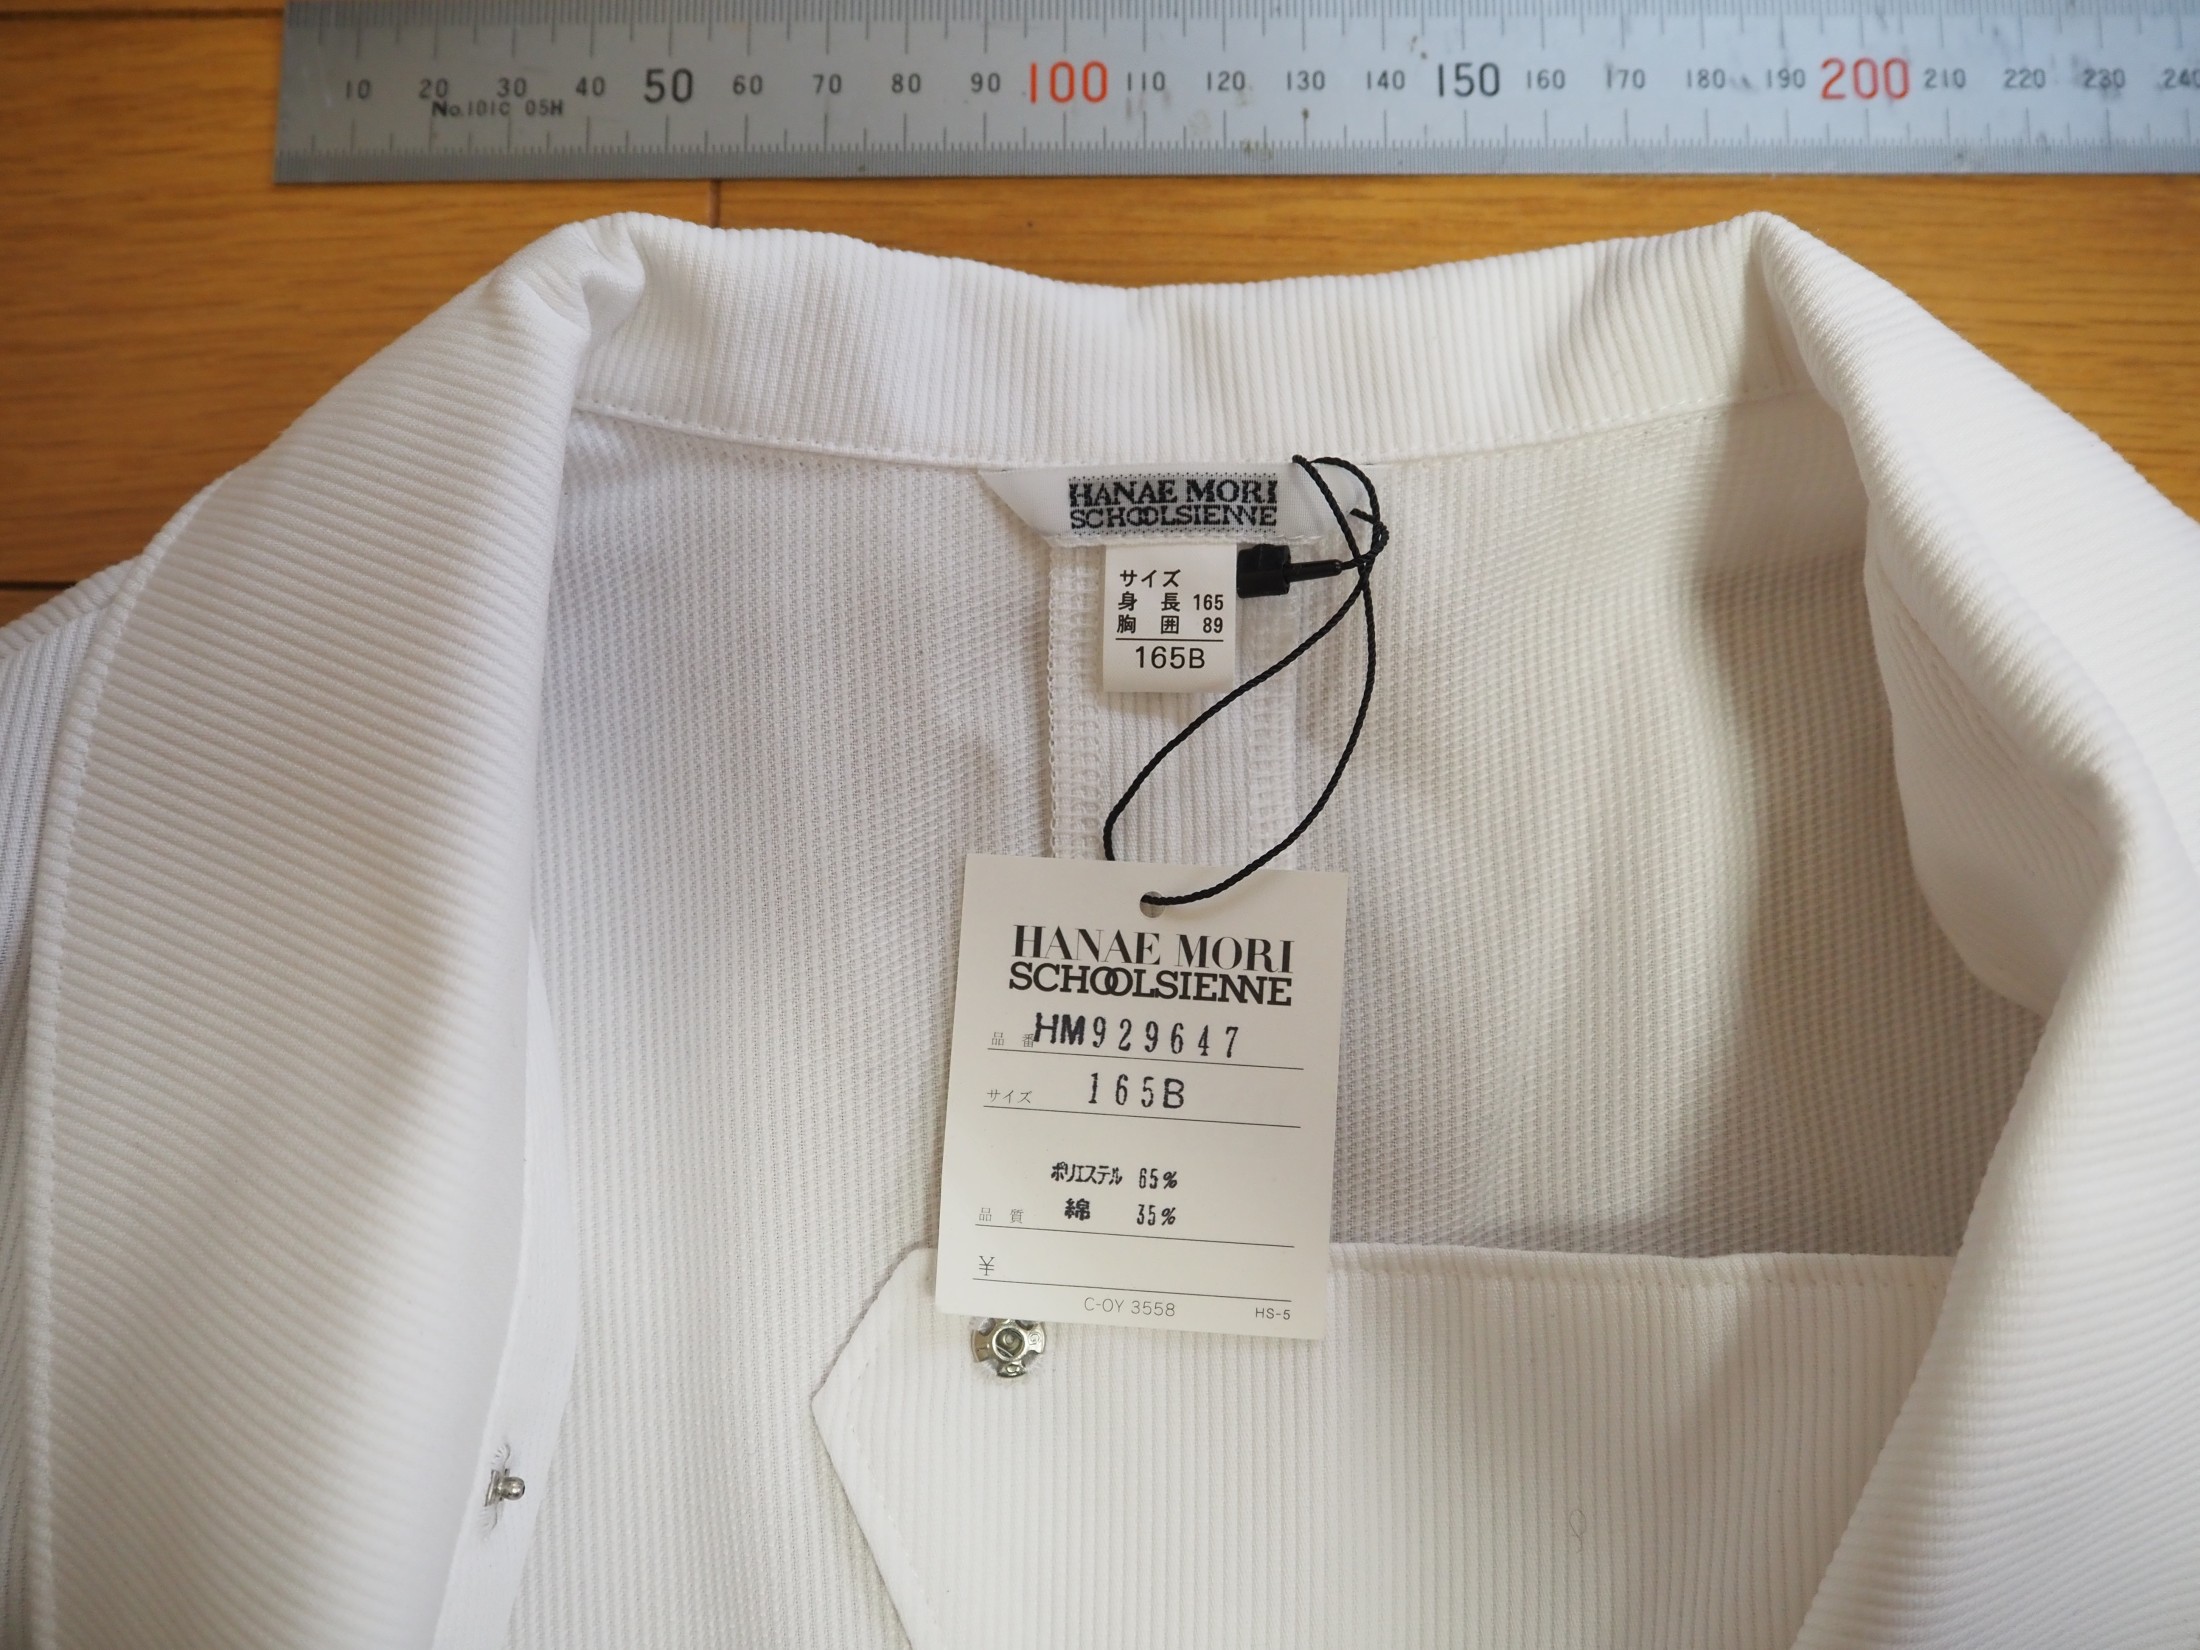 10 20 30 40 50 60 70 80 90 100 110 120 130 140 150 160 170 180 190 200 210 220 230 240
No.101C 05H
HANAE MORI
SCHOOLSIENNE
サイズ
身長 165
胸囲 89
165B
HANAE MORI
SCHOOLSIENNE
品番 HM929647
サイズ 165B
ポリエステル 65%
品質 綿 35%
¥
C-OY 3558 HS-5